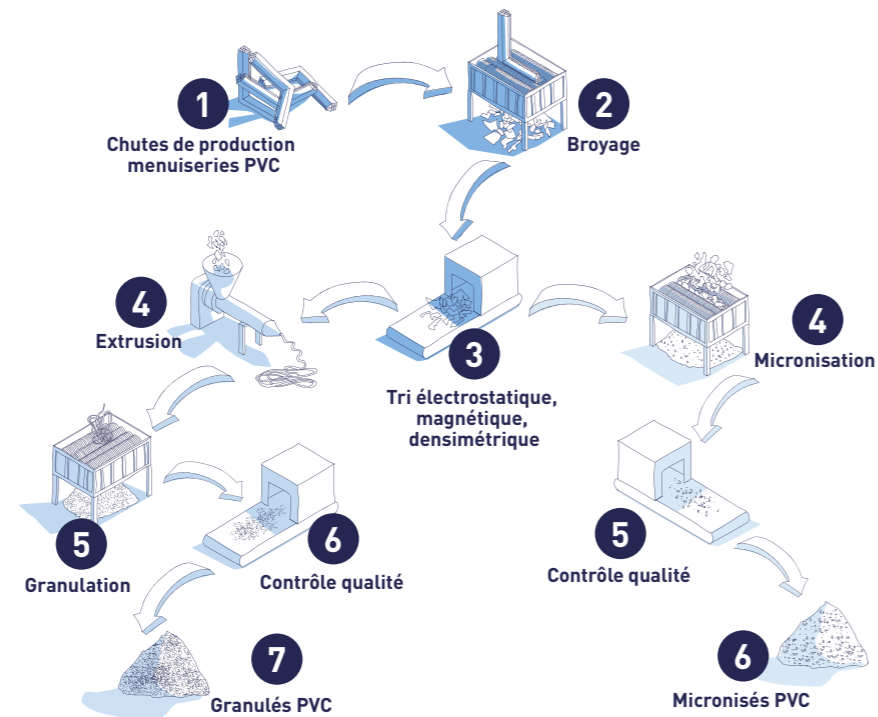 1
Chutes de production
menuiseries PVC
2
Broyage
3
Tri électrostatique,
magnétique,
densimétrique
4
Extrusion
5
Granulation
6
Contrôle qualité
7
Granulés PVC
4
Micronisation
5
Contrôle qualité
6
Micronisés PVC